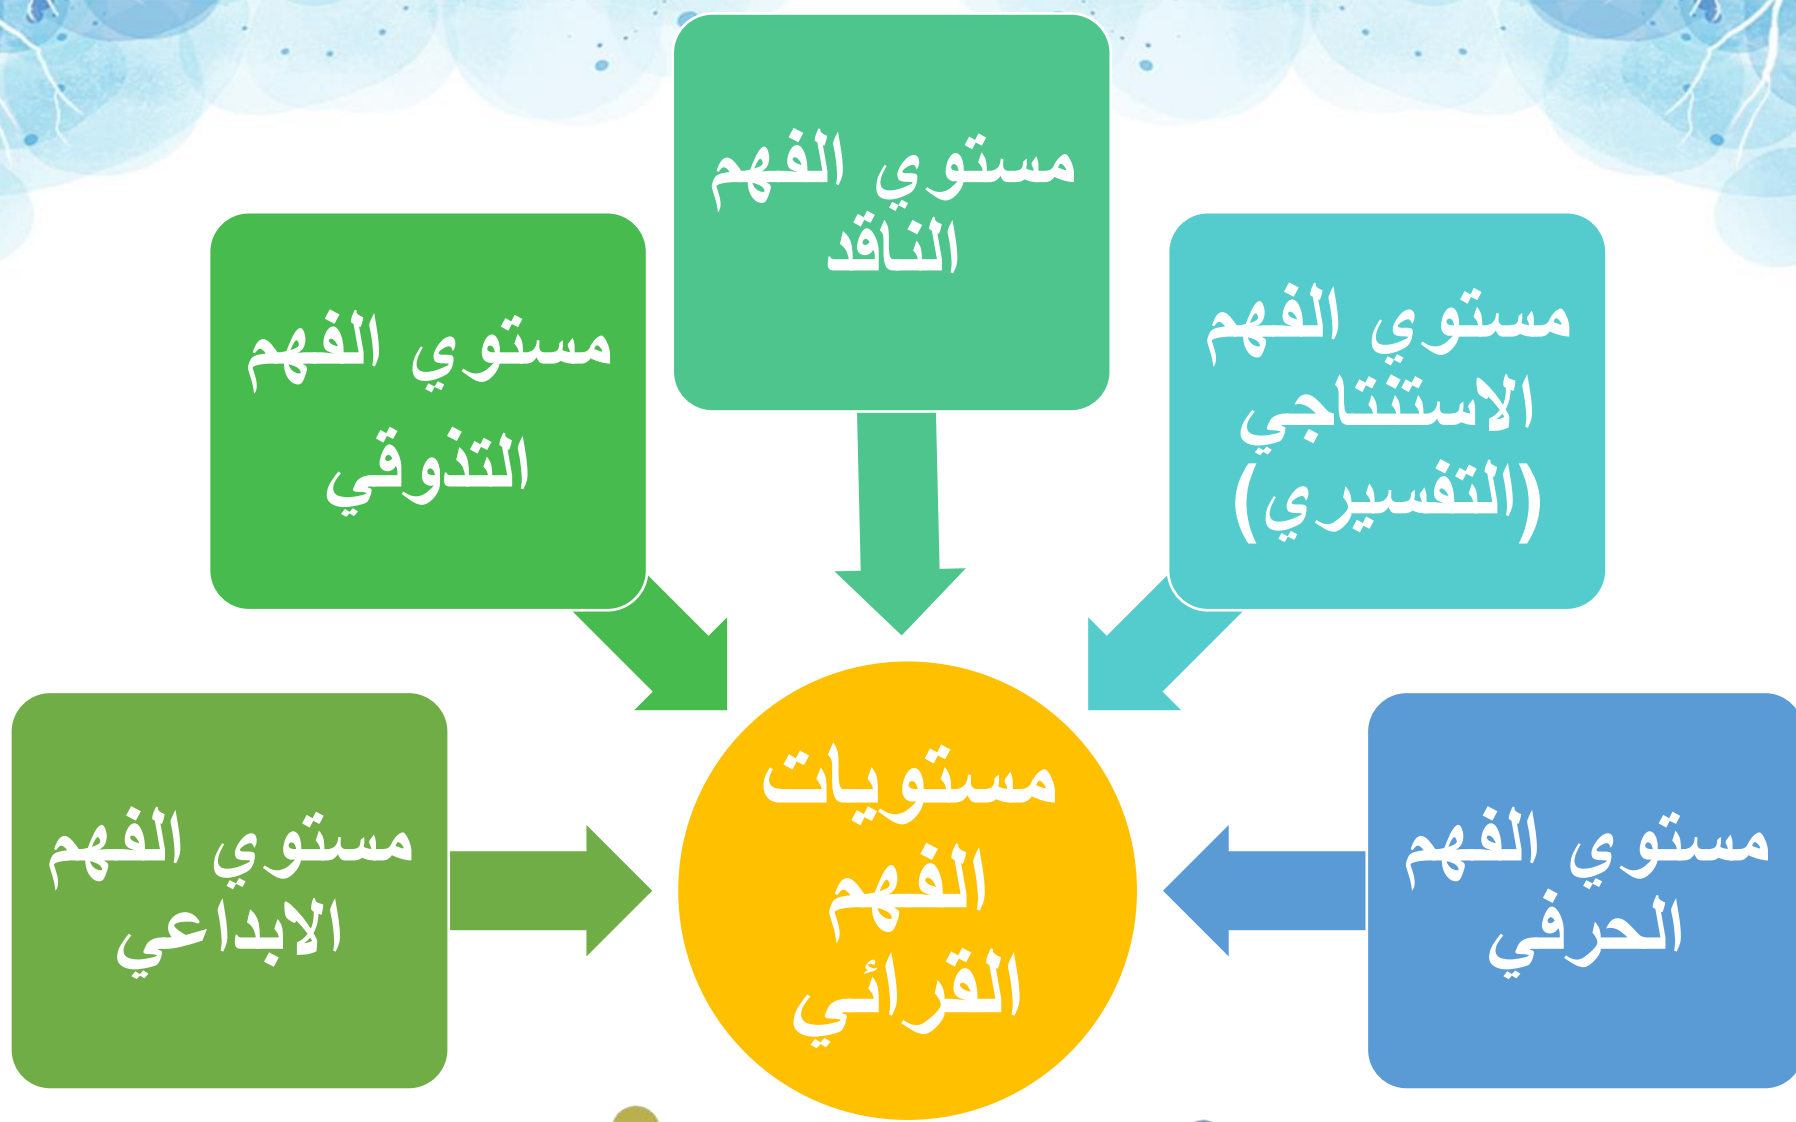 مستوي الفهم
الناقد
مستوي الفهم
الاستنتاجي
(التفسيري)
مستوي الفهم
التذوقي
مستوي الفهم
الحرفي
مستويات
الفهم
القرائي
مستوي الفهم
الابداعي